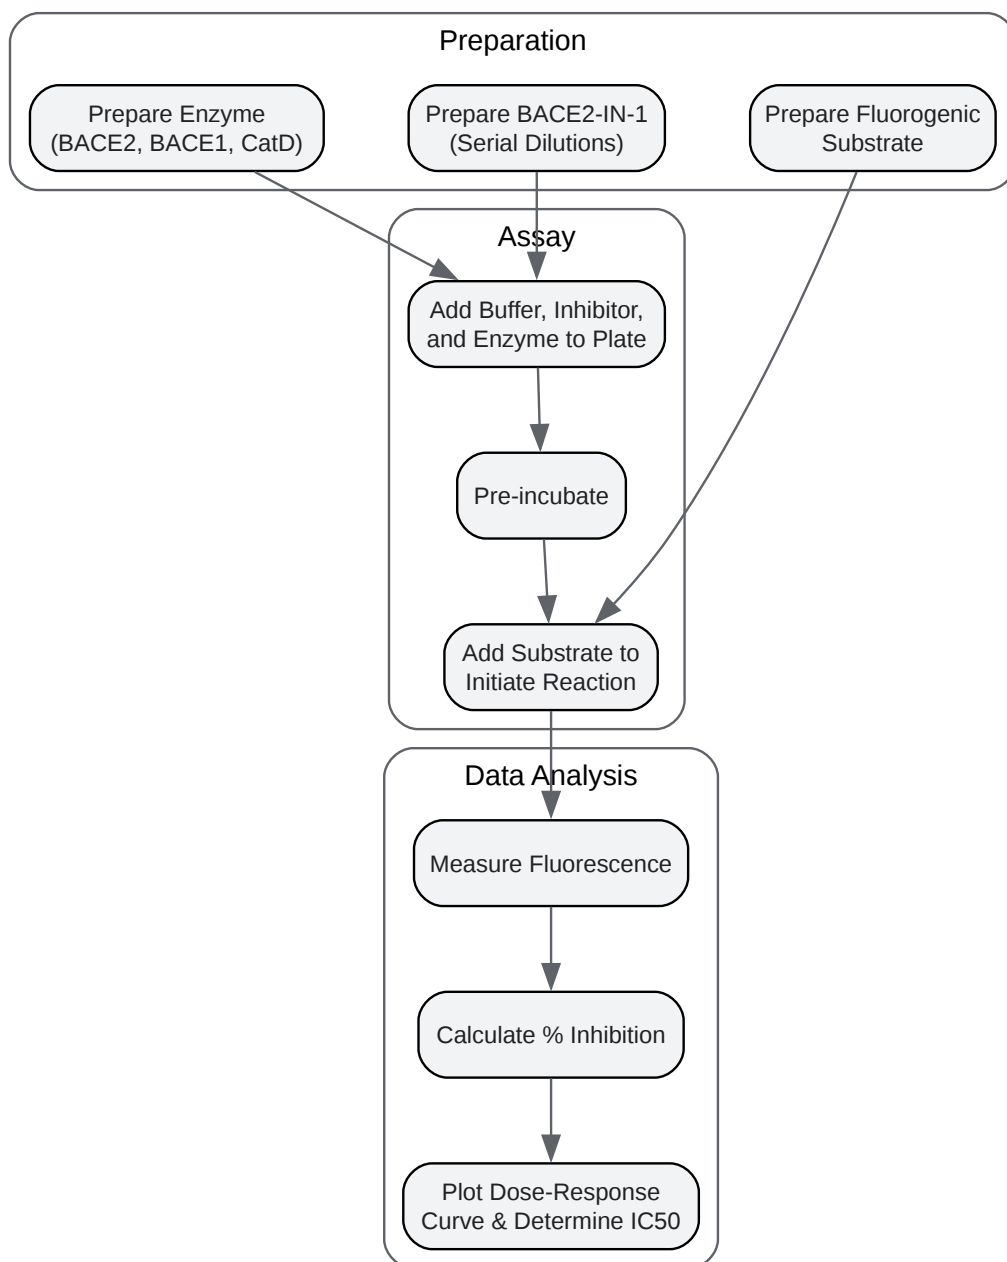 Preparation
Prepare Enzyme
(BACE2, BACE1, CatD)
Prepare BACE2-IN-1
(Serial Dilutions)
Prepare Fluorogenic
Substrate
Assay
Add Buffer, Inhibitor,
and Enzyme to Plate
Pre-incubate
Add Substrate to
Initiate Reaction
Data Analysis
Measure Fluorescence
Calculate % Inhibition
Plot Dose-Response
Curve & Determine IC50